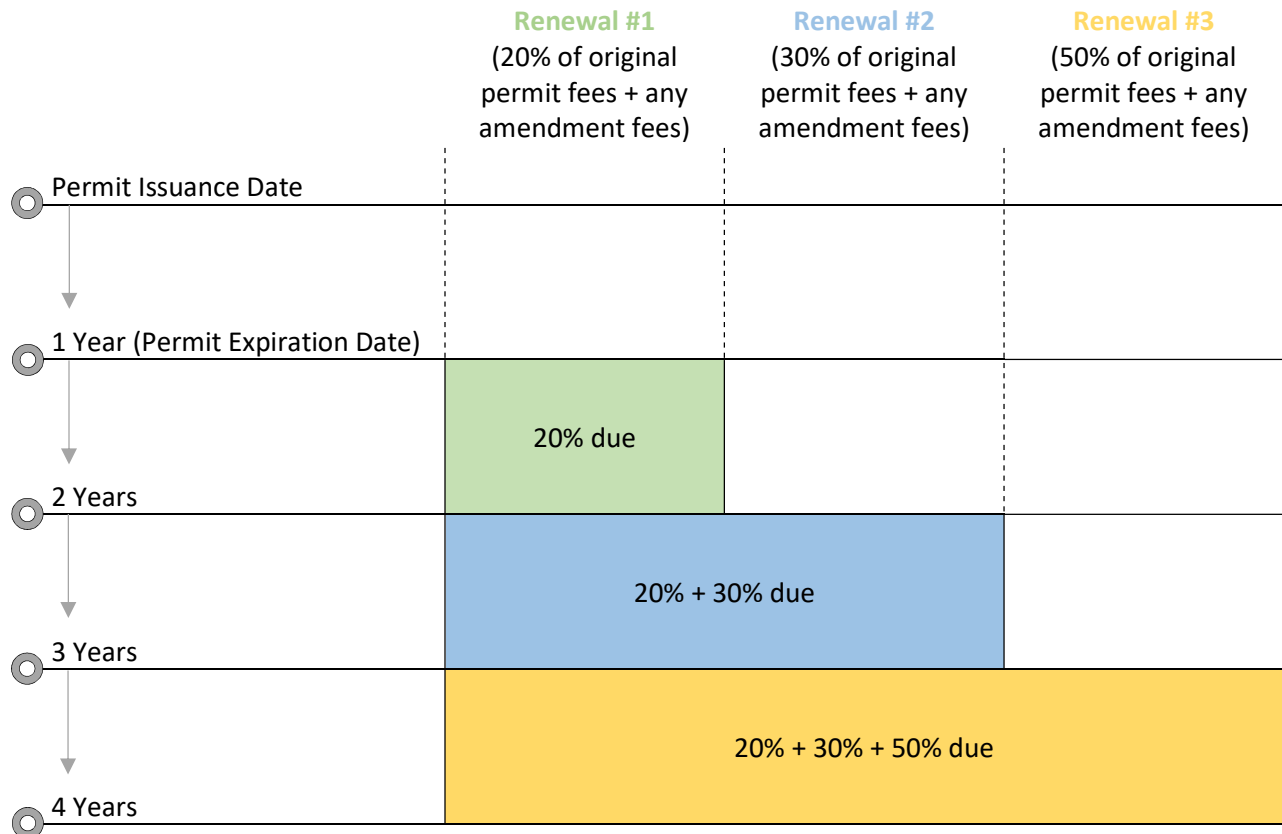 Renewal #1
(20% of original
permit fees + any
amendment fees)
Renewal #2
(30% of original
permit fees + any
amendment fees)
Renewal #3
(50% of original
permit fees + any
amendment fees)
Permit Issuance Date
1 Year (Permit Expiration Date)
20% due
2 Years
20% + 30% due
3 Years
20% + 30% + 50% due
4 Years